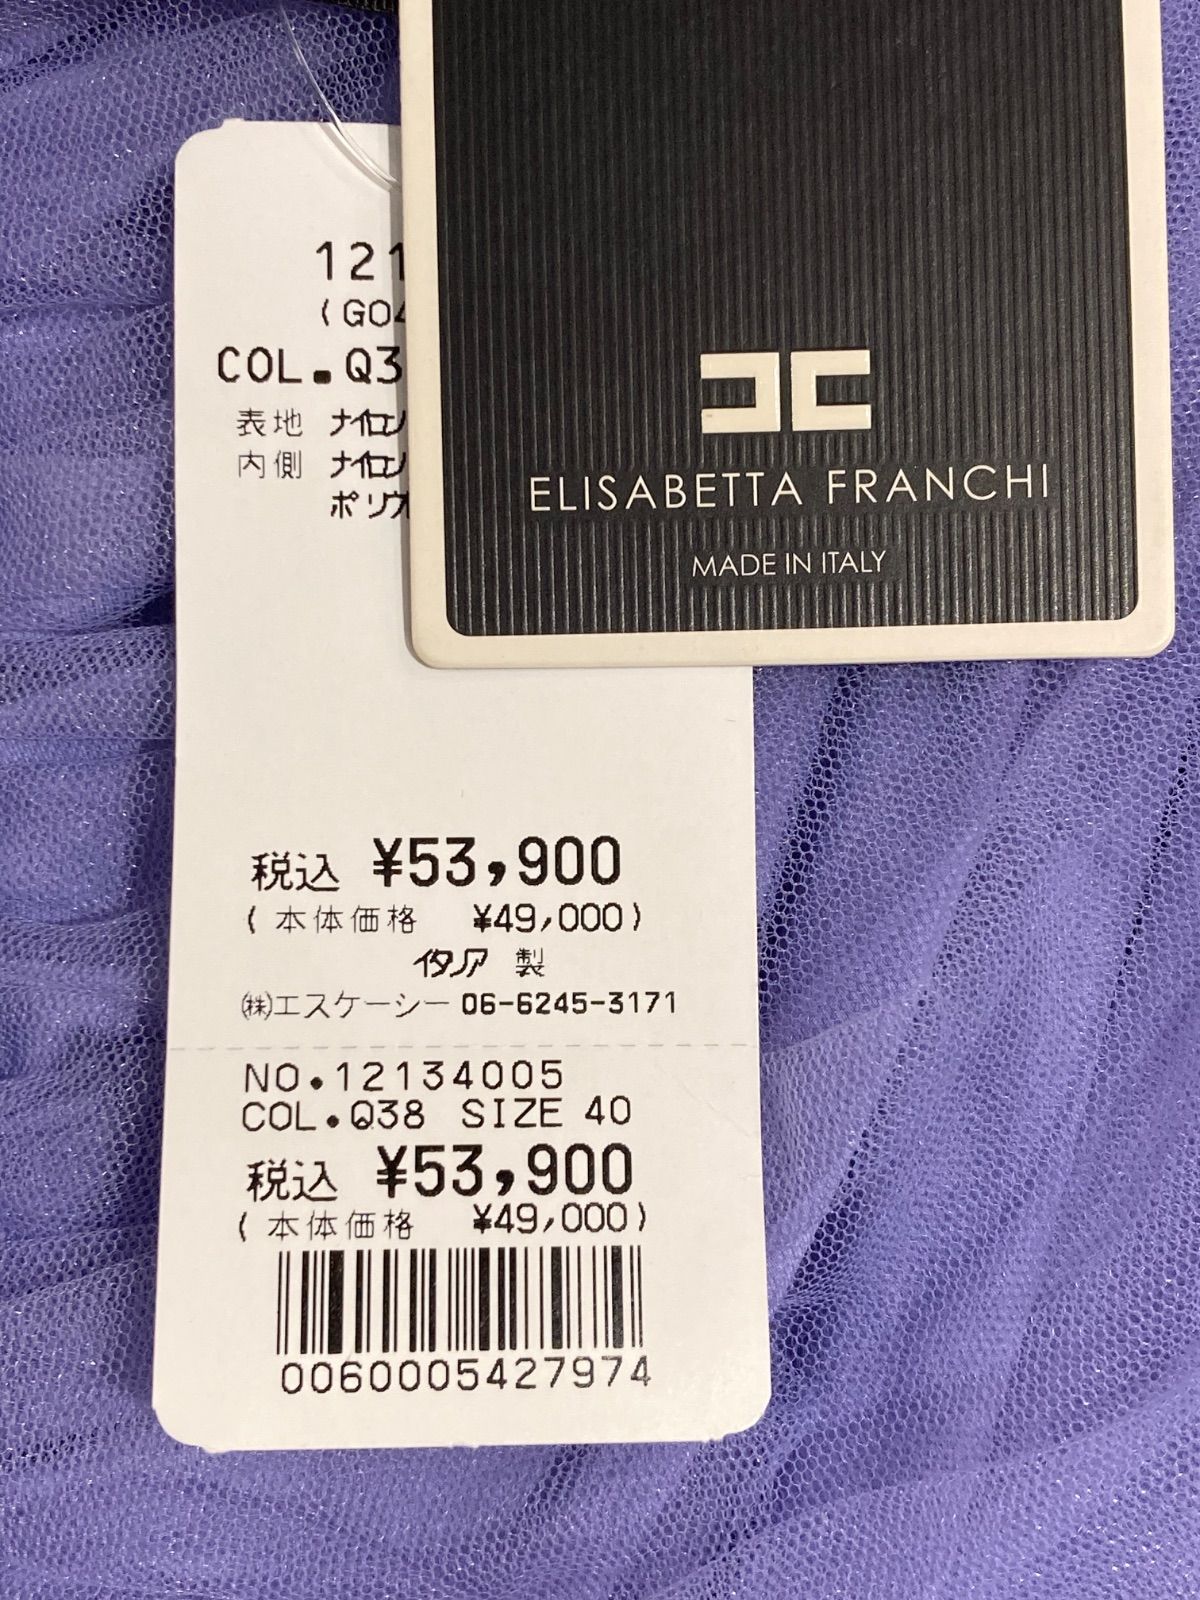 121
(G04
COL.Q3
表地 ナイロン
内側 ナイロン
ポリ
ELISABETTA FRANCHI
MADE IN ITALY
税込 ¥53,900
(本体価格 ¥49,000)
イタリア 製
㈱エスケーシー 06-6245-3171
NO.12134005
COL.Q38 SIZE 40
税込 ¥53,900
(本体価格 ¥49,000)
0060005427974